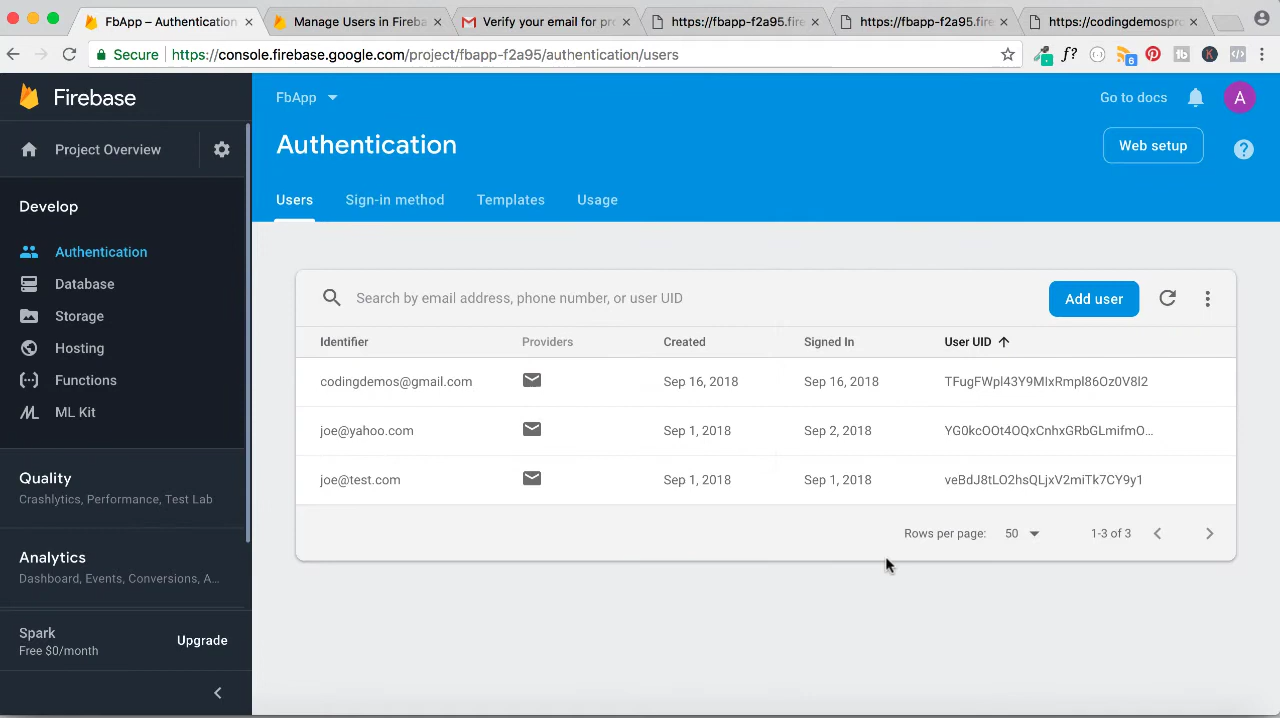 FbApp – Authentication
Manage Users in Fireba
Verify your email for pro
https://fbapp-f2a95.fire
https://fbapp-f2a95.fire
https://codingdemospro
Secure https://console.firebase.google.com/project/fbapp-f2a95/authentication/users
f?
6
K
Firebase
FbApp
Go to docs
A
Project Overview
Authentication
Web setup
?
Develop
Users Sign-in method Templates Usage
Authentication
Database
Storage
Hosting
Functions
ML Kit
Search by email address, phone number, or user UID
Add user
Identifier Providers Created Signed In User UID
codingdemos@gmail.com Sep 16, 2018 Sep 16, 2018 TFugFWpl43Y9MIxRmpl86Oz0V8l2
joe@yahoo.com Sep 1, 2018 Sep 2, 2018 YG0kcOOt4OQxCnhxGRbGLmifmO...
joe@test.com Sep 1, 2018 Sep 1, 2018 veBdJ8tLO2hsQLjxV2miTk7CY9y1
Rows per page: 50 1-3 of 3
Quality
Crashlytics, Performance, Test Lab
Analytics
Dashboard, Events, Conversions, A...
Spark
Free $0/month
Upgrade